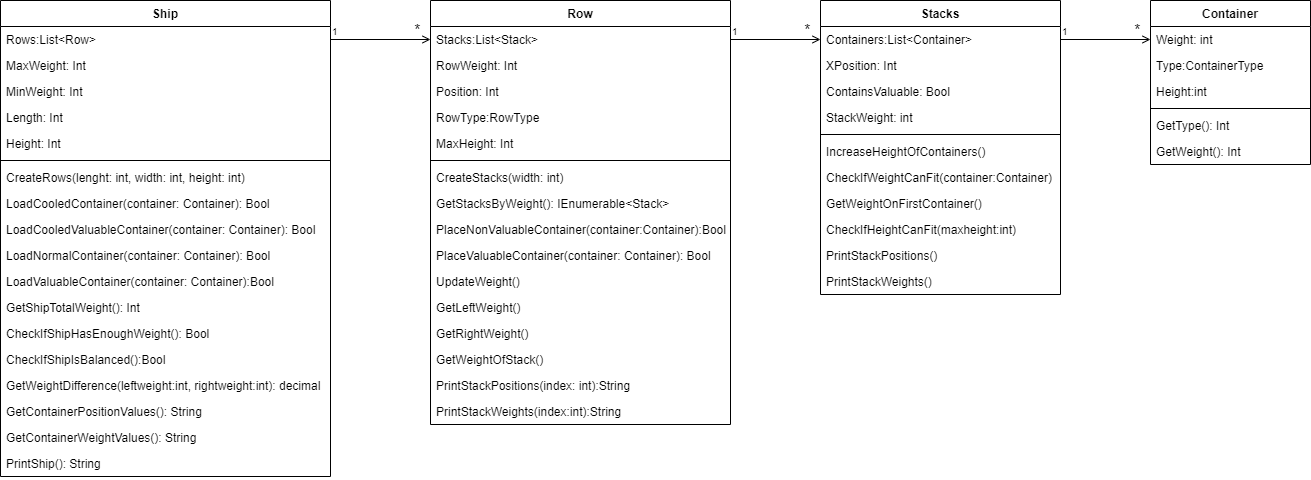 Ship
Rows:List<Row>
MaxWeight: Int
MinWeight: Int
Length: Int
Height: Int
CreateRows(lenght: int, width: int, height: int)
LoadCooledContainer(container: Container): Bool
LoadCooledValuableContainer(container: Container): Bool
LoadNormalContainer(container: Container): Bool
LoadValuableContainer(container: Container):Bool
GetShipTotalWeight(): Int
CheckIfShipHasEnoughWeight(): Bool
CheckIfShipIsBalanced():Bool
GetWeightDifference(leftweight:int, rightweight:int): decimal
GetContainerPositionValues(): String
GetContainerWeightValues(): String
PrintShip(): String
1
*
Row
Stacks:List<Stack>
RowWeight: Int
Position: Int
RowType:RowType
MaxHeight: Int
CreateStacks(width: int)
GetStacksByWeight(): IEnumerable<Stack>
PlaceNonValuableContainer(container:Container):Bool
PlaceValuableContainer(container: Container): Bool
UpdateWeight()
GetLeftWeight()
GetRightWeight()
GetWeightOfStack()
PrintStackPositions(index: int):String
PrintStackWeights(index:int):String
1
*
Stacks
Containers:List<Container>
XPosition: Int
ContainsValuable: Bool
StackWeight: int
IncreaseHeightOfContainers()
CheckIfWeightCanFit(container:Container)
GetWeightOnFirstContainer()
CheckIfHeightCanFit(maxheight:int)
PrintStackPositions()
PrintStackWeights()
1
*
Container
Weight: int
Type:ContainerType
Height:int
GetType(): Int
GetWeight(): Int